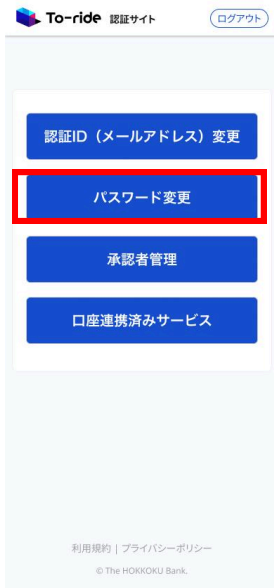 To-ride 認証サイト ログアウト
認証ID（メールアドレス）変更
パスワード変更
承認者管理
口座連携済みサービス
利用規約 | プライバシーポリシー
© The HOKKOKU Bank.